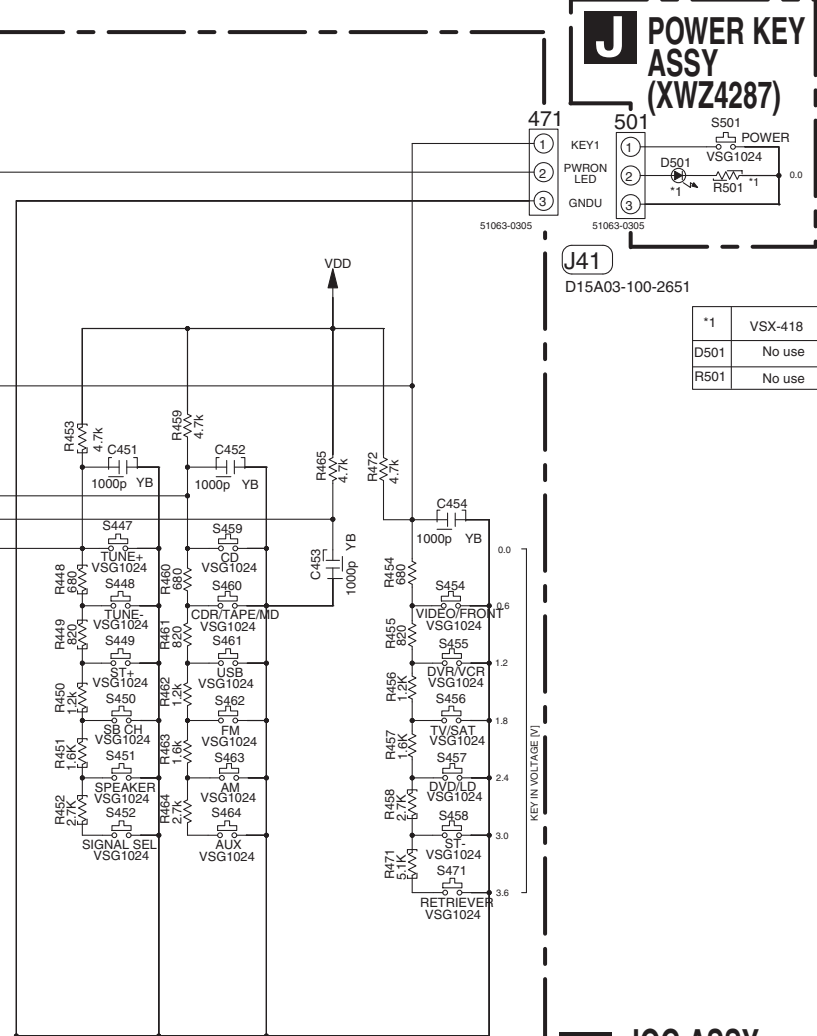 J POWER KEY
ASSY
(XWZ4287)
471
501
S501
POWER
VSG1024
1
KEY1
1
2
PWRON
LED
2
D501
*1
R501
*1
0.0
3
GNDU
3
51063-0305
51063-0305
J41
D15A03-100-2651
*1 VSX-418
D501 No use
R501 No use
VDD
R453
4.7k
R459
4.7k
R465
4.7k
R472
4.7k
C451
1000p YB
C452
1000p YB
C453
1000p YB
C454
1000p YB
S447
TUNE+
VSG1024
R448
680
S448
TUNE-
VSG1024
R449
820
S449
ST+
VSG1024
R450
1.2k
S450
SB CH
VSG1024
R451
1.6K
S451
SPEAKER
VSG1024
R452
2.7K
S452
SIGNAL SEL
VSG1024
S459
CD
VSG1024
R460
680
S460
CDR/TAPE/MD
VSG1024
R461
820
S461
USB
VSG1024
R462
1.2k
S462
FM
VSG1024
R463
1.6k
S463
AM
VSG1024
R464
2.7k
S464
AUX
VSG1024
R454
680
S454
VIDEO/FRONT
VSG1024
R455
820
S455
DVR/VCR
VSG1024
R456
1.2K
S456
TV/SAT
VSG1024
R457
1.6K
S457
DVD/LD
VSG1024
R458
2.7K
S458
ST-
VSG1024
R471
5.1K
S471
RETRIEVER
VSG1024
0.0
0.6
1.2
1.8
2.4
3.0
3.6
KEY IN VOLTAGE [V]